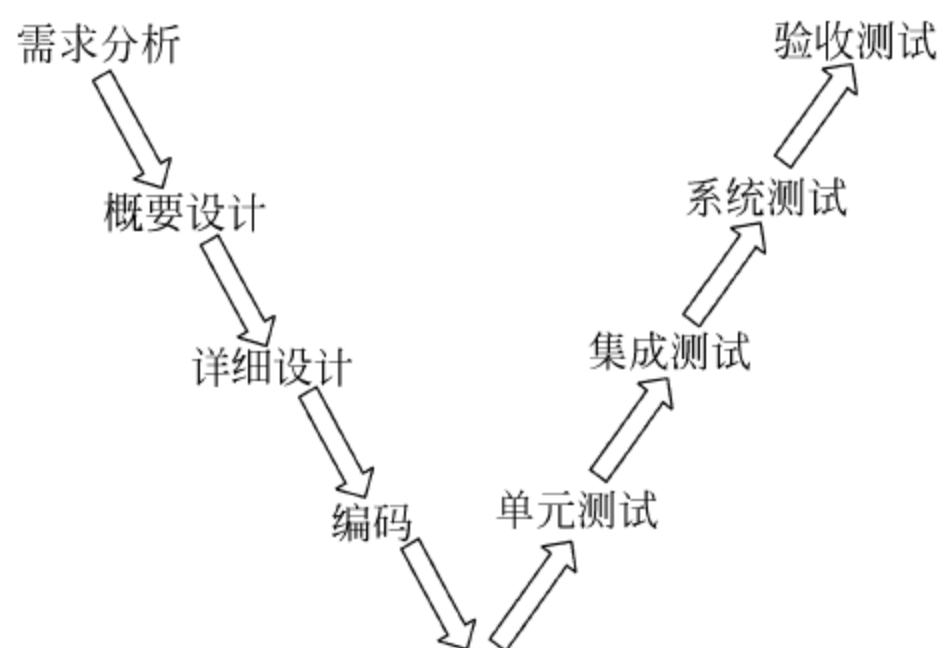 需求分析
验收测试
概要设计
系统测试
详细设计
集成测试
编码
单元测试